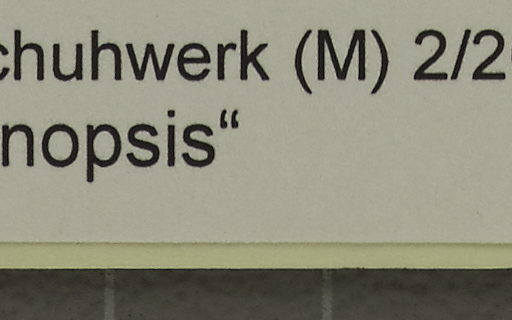 chuhwerk (M) 2/2
nopsis“